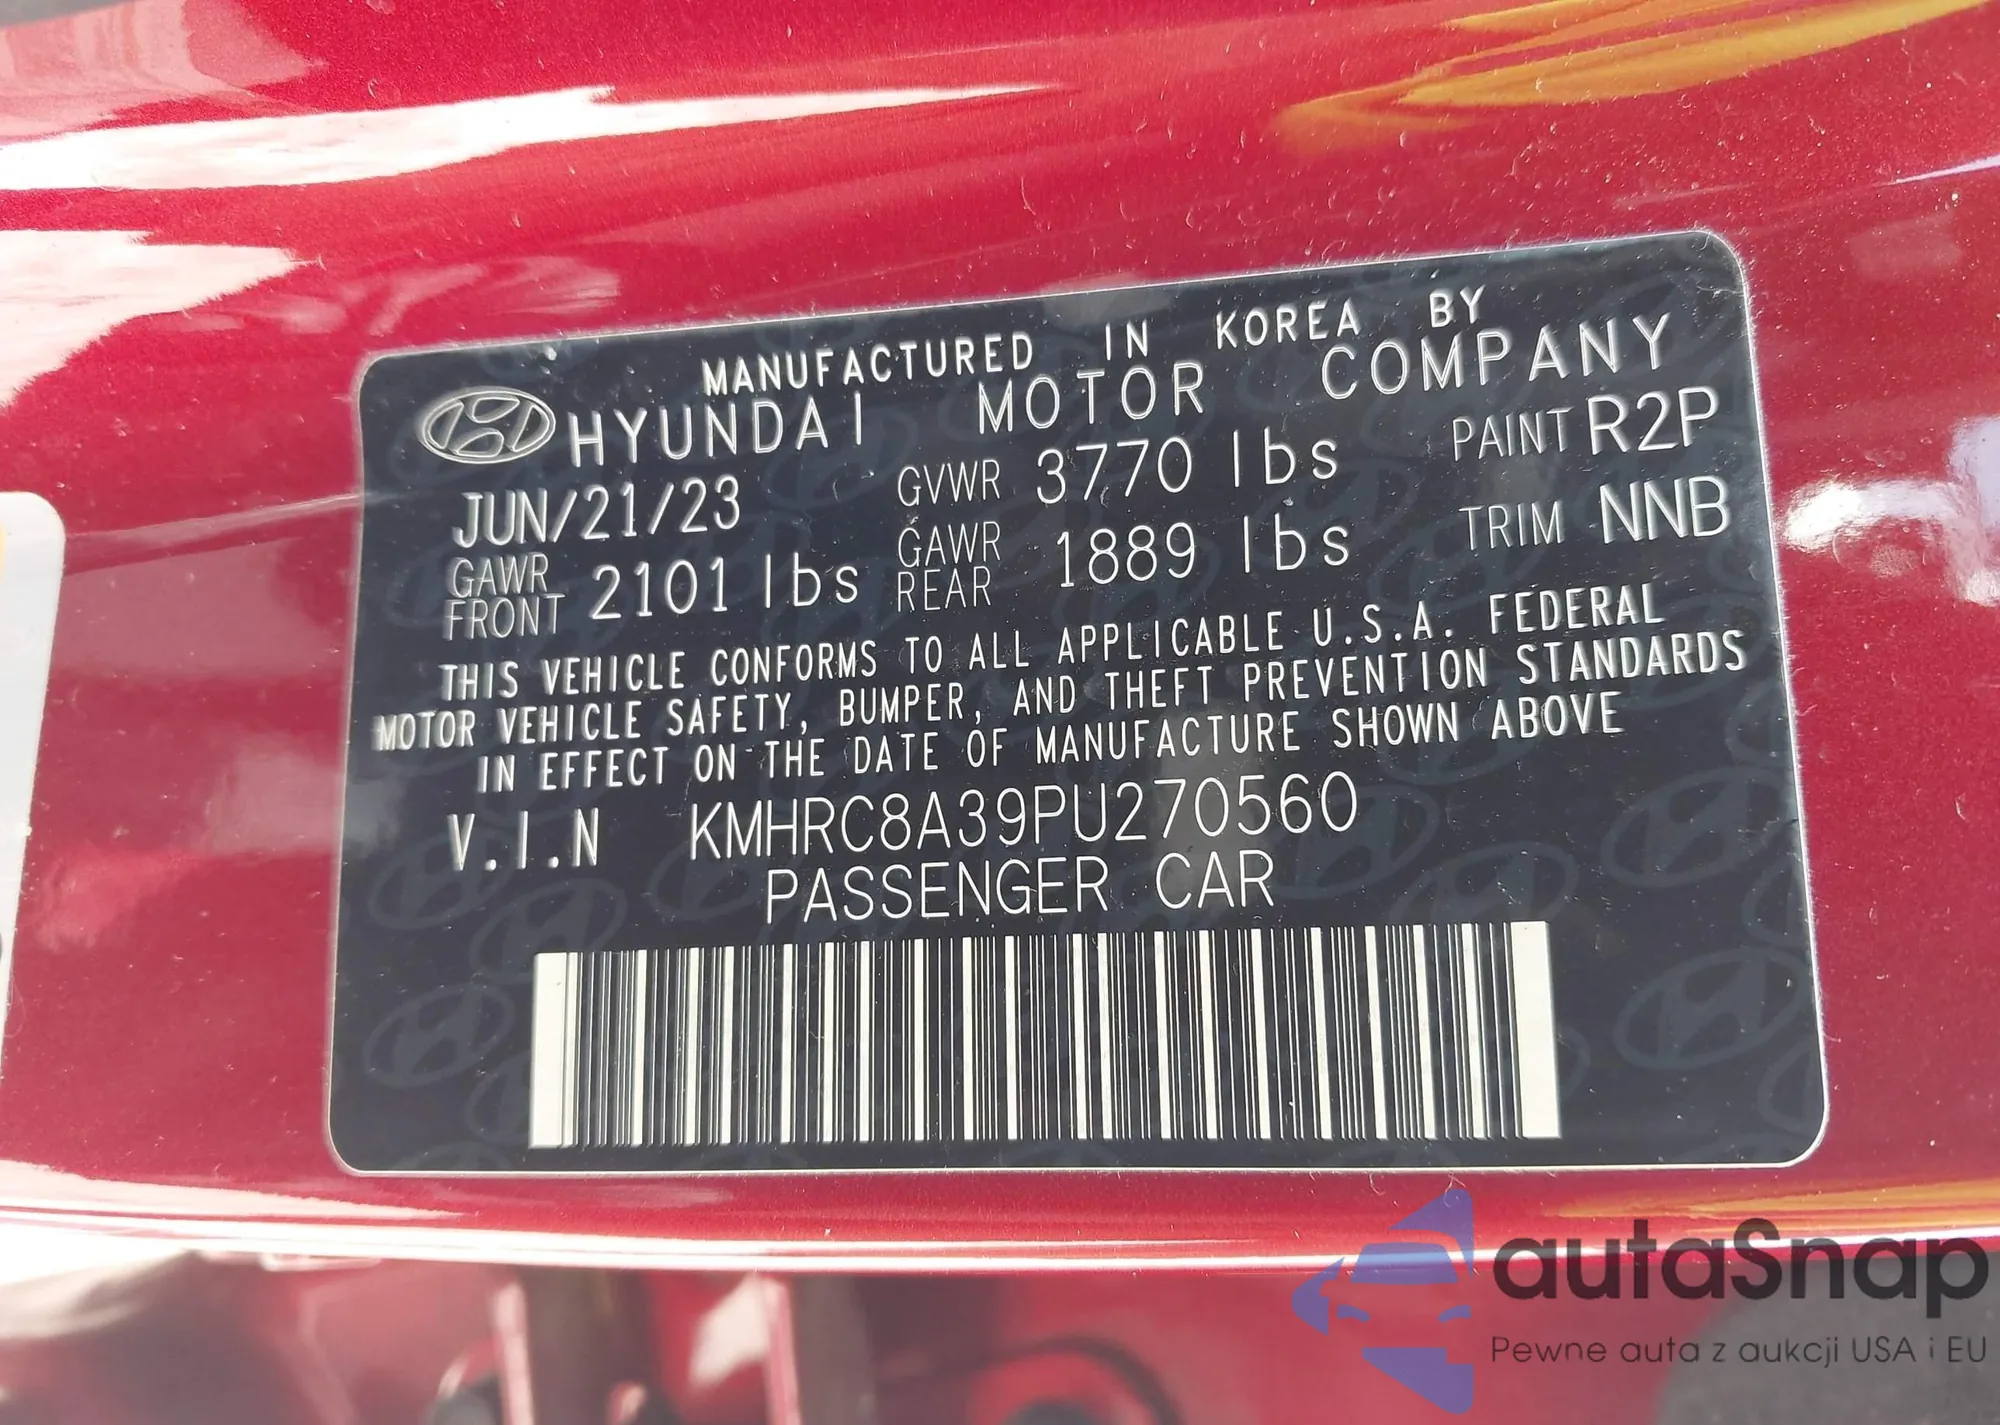 MANUFACTURED IN KOREA BY
HYUNDAI MOTOR COMPANY
JUN/21/23 GVWR 3770 lbs PAINT R2P
GAWR FRONT 2101 lbs GAWR REAR 1889 lbs TRIM NNB
THIS VEHICLE CONFORMS TO ALL APPLICABLE U.S.A. FEDERAL
MOTOR VEHICLE SAFETY, BUMPER, AND THEFT PREVENTION STANDARDS
IN EFFECT ON THE DATE OF MANUFACTURE SHOWN ABOVE
V.I.N KMHRC8A39PU270560
PASSENGER CAR
autaSnap
Pewne auta z aukcji USA i EU